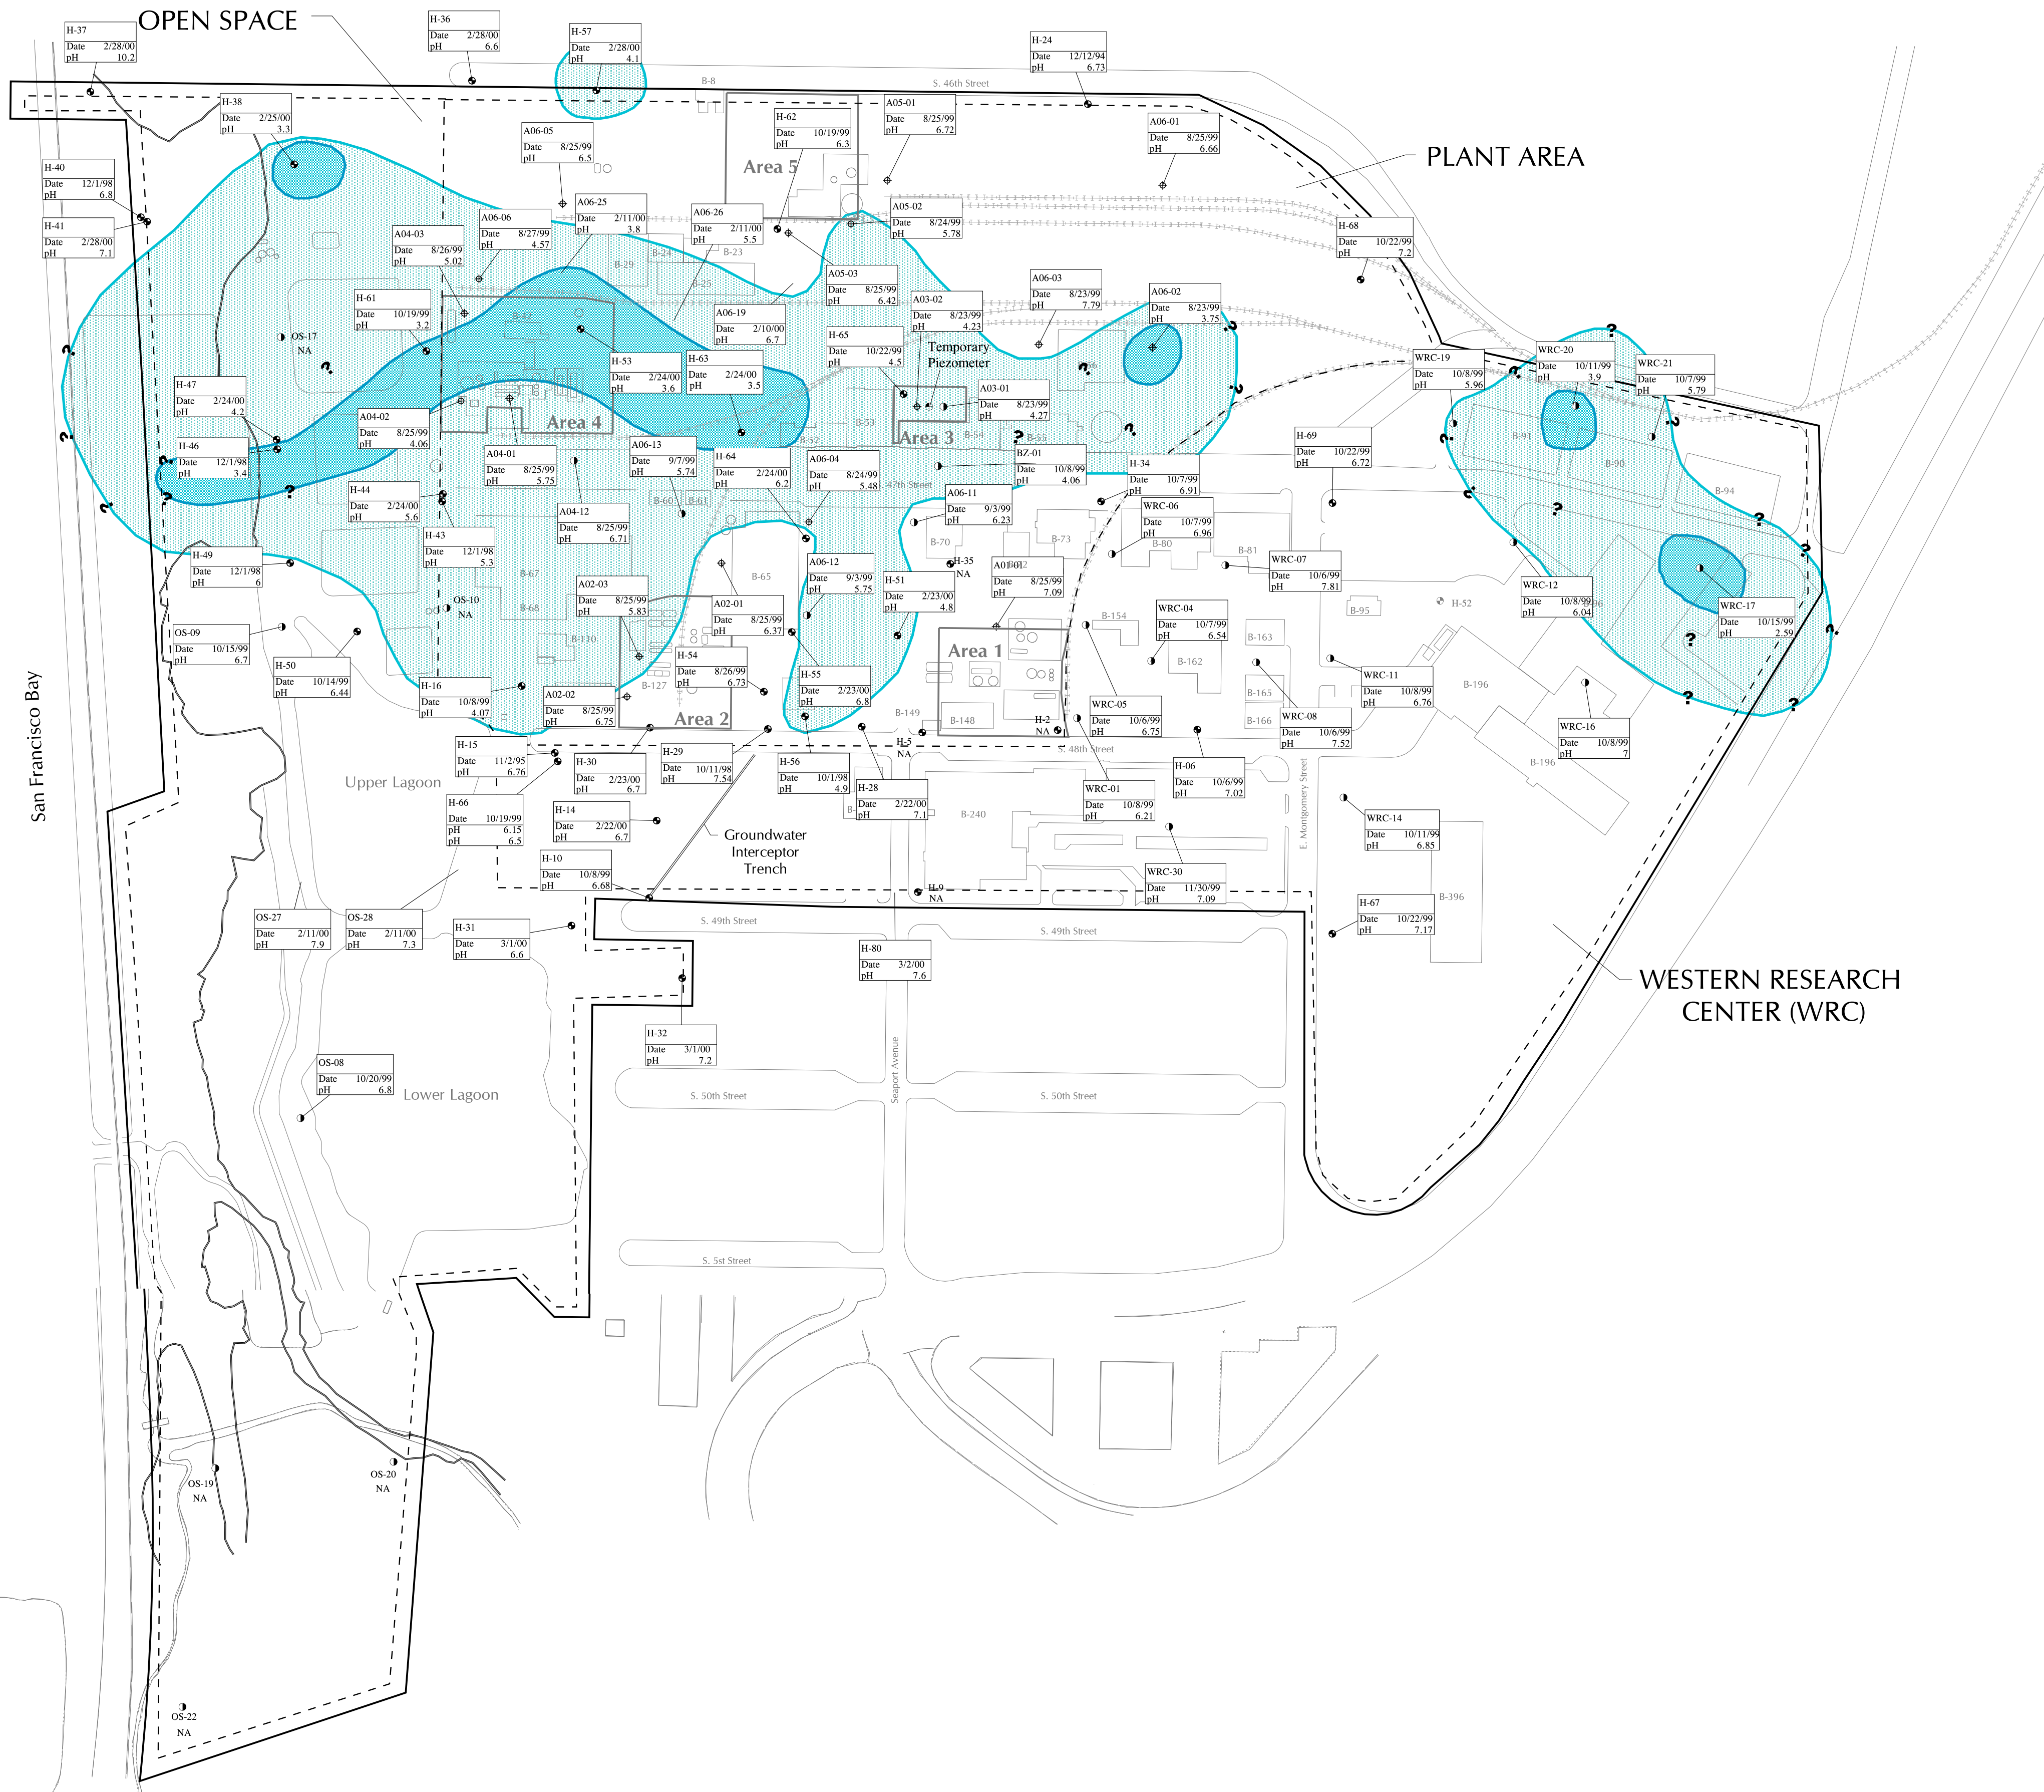 OPEN SPACE
H-37
Date 2/28/00
pH 10.2
H-36
Date 2/28/00
pH 6.6
H-57
Date 2/28/00
pH 4.1
H-24
Date 12/12/94
pH 6.73
B-8
S. 46th Street
H-38
Date 2/25/00
pH 3.3
A06-05
Date 8/25/99
pH 6.5
H-62
Date 10/19/99
pH 6.3
A05-01
Date 8/25/99
pH 6.72
A06-01
Date 8/25/99
pH 6.66
PLANT AREA
Area 5
H-40
Date 12/1/98
pH 6.8
H-41
Date 2/28/00
pH 7.1
A06-25
Date 2/11/00
pH 3.8
A06-06
Date 8/27/99
pH 4.57
A06-26
Date 2/11/00
pH 5.5
A05-02
Date 8/24/99
pH 5.78
H-68
Date 10/22/99
pH 7.2
A04-03
Date 8/26/99
pH 5.02
B-24
B-23
B-29
B-25
A05-03
Date 8/25/99
pH 6.42
A06-03
Date 8/23/99
pH 7.79
A06-02
Date 8/23/99
pH 3.75
H-61
Date 10/19/99
pH 3.2
A03-02
Date 8/23/99
pH 4.23
B-42
A06-19
Date 2/10/00
pH 6.7
H-65
Date 10/22/99
pH 4.5
Temporary
Piezometer
OS-17
NA
?
?
?
?
?
H-53
Date 2/24/00
pH 3.6
H-63
Date 2/24/00
pH 3.5
WRC-19
Date 10/8/99
pH 5.96
WRC-20
Date 10/11/99
pH 3.9
WRC-21
Date 10/7/99
pH 5.79
?
?
?
H-47
Date 2/24/00
pH 4.2
A03-01
Date 8/23/99
pH 4.27
A04-02
Date 8/25/99
pH 4.06
Area 4
B-53
Area 3
B-54
B-55
B-52
?
?
?
?
B-91
H-46
Date 12/1/98
pH 3.4
A04-01
Date 8/25/99
pH 5.75
A06-13
Date 9/7/99
pH 5.74
H-64
Date 2/24/00
pH 6.2
A06-04
Date 8/24/99
pH 5.48
BZ-01
Date 10/8/99
pH 4.06
H-34
Date 10/7/99
pH 6.91
H-69
Date 10/22/99
pH 6.72
B-90
B-94
?
?
?
?
?
?
?
?
H-44
Date 2/24/00
pH 5.6
47th Street
A06-11
Date 9/3/99
pH 6.23
B-60
B-61
A04-12
Date 8/25/99
pH 6.71
WRC-06
Date 10/7/99
pH 6.96
H-43
Date 12/1/98
pH 5.3
B-70
B-73
B-80
B-81
H-49
Date 12/1/98
pH 6
A06-12
Date 9/3/99
pH 5.75
H-35
NA
A01-01
Date 8/25/99
pH 7.09
WRC-07
Date 10/6/99
pH 7.81
B-67
B-65
H-51
Date 2/23/00
pH 4.8
A02-03
Date 8/25/99
pH 5.83
WRC-12
Date 10/8/99
pH 6.04
WRC-17
Date 10/15/99
pH 2.59
OS-10
NA
B-68
A02-01
Date 8/25/99
pH 6.37
WRC-04
Date 10/7/99
pH 6.54
B-154
B-95
H-52
OS-09
Date 10/15/99
pH 6.7
B-110
Area 1
B-163
B-162
?
?
?
?
H-50
Date 10/14/99
pH 6.44
H-54
Date 8/26/99
pH 6.73
H-16
Date 10/8/99
pH 4.07
A02-02
Date 8/25/99
pH 6.75
B-127
Area 2
H-55
Date 2/23/00
pH 6.8
WRC-11
Date 10/8/99
pH 6.76
B-196
B-165
B-166
WRC-05
Date 10/6/99
pH 6.75
WRC-08
Date 10/6/99
pH 7.52
B-149
B-148
H-2
NA
WRC-16
Date 10/8/99
pH 7
San Francisco Bay
H-15
Date 11/2/95
pH 6.76
H-29
Date 10/11/98
pH 7.54
H-5
NA
S. 48th Street
H-30
Date 2/23/00
pH 6.7
H-56
Date 10/1/98
pH 4.9
H-06
Date 10/6/99
pH 7.02
B-196
Upper Lagoon
H-28
Date 2/22/00
pH 7.1
WRC-01
Date 10/8/99
pH 6.21
E. Montgomery Street
H-66
Date 10/19/99
pH 6.15
pH 6.5
H-14
Date 2/22/00
pH 6.7
B-240
WRC-14
Date 10/11/99
pH 6.85
Groundwater
Interceptor
Trench
H-10
Date 10/8/99
pH 6.68
WRC-30
Date 11/30/99
pH 7.09
H-9
NA
H-67
Date 10/22/99
pH 7.17
B-396
OS-27
Date 2/11/00
pH 7.9
OS-28
Date 2/11/00
pH 7.3
H-31
Date 3/1/00
pH 6.6
S. 49th Street
S. 49th Street
H-80
Date 3/2/00
pH 7.6
WESTERN RESEARCH
CENTER (WRC)
H-32
Date 3/1/00
pH 7.2
OS-08
Date 10/20/99
pH 6.8
Lower Lagoon
Seaport Avenue
S. 50th Street
S. 50th Street
S. 5st Street
OS-19
NA
OS-20
NA
OS-22
NA